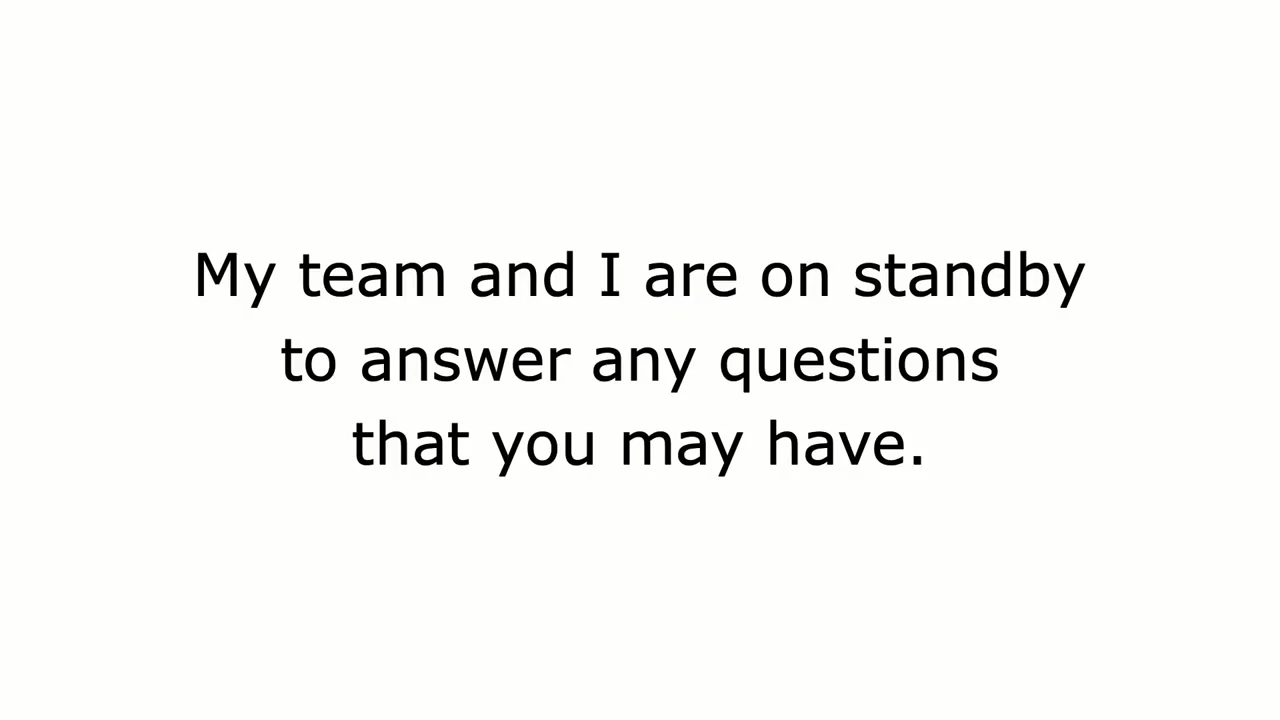 My team and I are on standby
to answer any questions
that you may have.